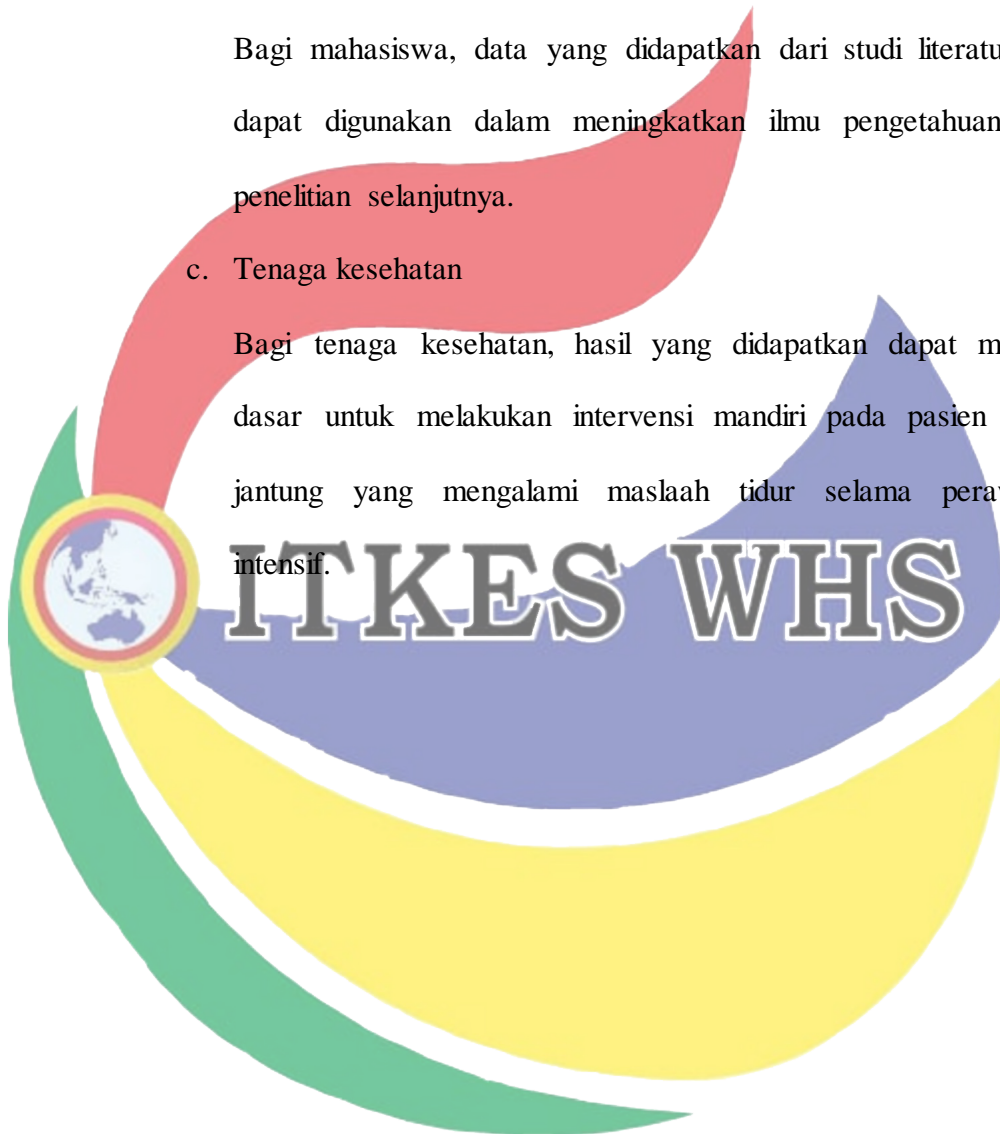 Bagi mahasiswa, data yang didapatkan dari studi literatu
dapat digunakan dalam meningkatkan ilmu pengetahuan
penelitian selanjutnya.
c. Tenaga kesehatan
Bagi tenaga kesehatan, hasil yang didapatkan dapat m
dasar untuk melakukan intervensi mandiri pada pasien
jantung yang mengalami maslaah tidur selama pera
intensif.
ITKES WHS